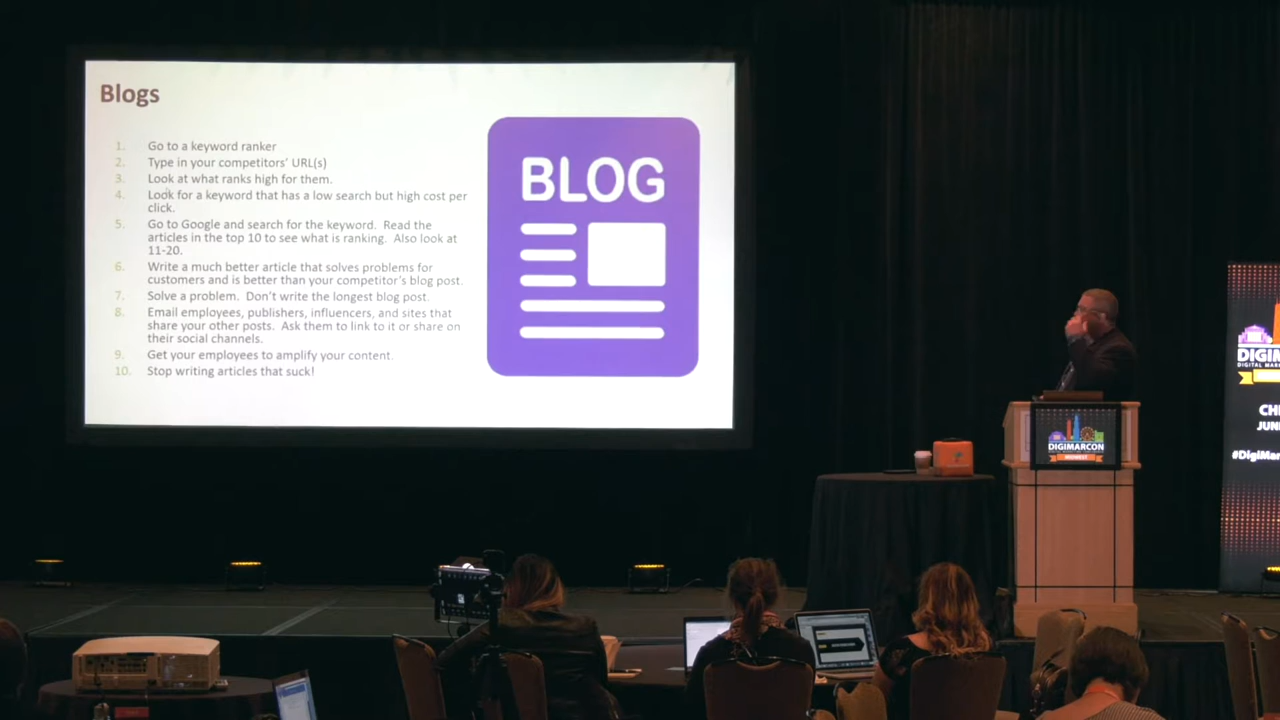 Blogs
1. Go to a keyword ranker
2. Type in your competitors' URL(s)
3. Look at what ranks high for them.
4. Look for a keyword that has a low search but high cost per
click.
5. Go to Google and search for the keyword. Read the
articles in the top 10 to see what is ranking. Also look at
11-20.
6. Write a much better article that solves problems for
customers and is better than your competitor's blog post.
7. Solve a problem. Don't write the longest blog post.
8. Email employees, publishers, influencers, and sites that
share your other posts. Ask them to link to it or share on
their social channels.
9. Get your employees to amplify your content.
10. Stop writing articles that suck!
BLOG
DIGIMARCON
MIDWEST
DIGIM
DIGITAL MAR
CHI
JUN
#DigiMar